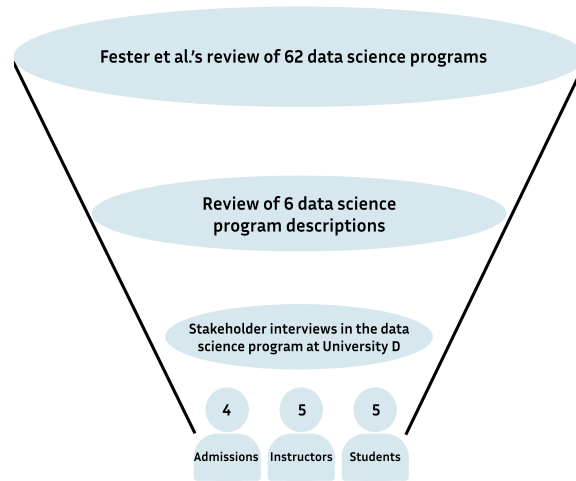 Fester et al.'s review of 62 data science programs
Review of 6 data science
program descriptions
Stakeholder interviews in the data
science program at University D
4 5 5
Admissions Instructors Students